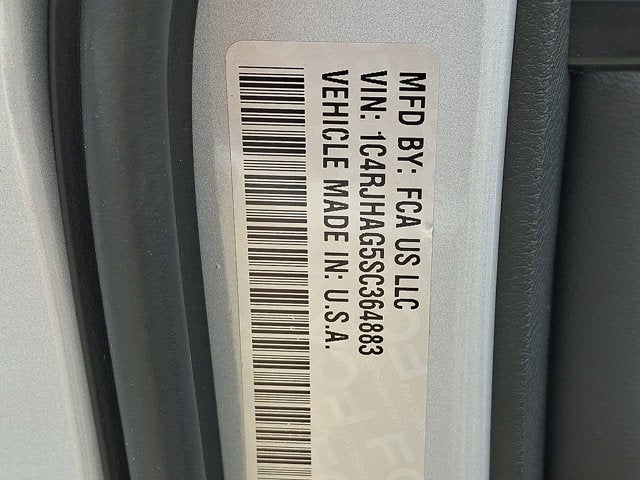 MFD BY: FCA US LLC
VIN: 1C4RJHAG5SC364883
VEHICLE MADE IN: U.S.A.